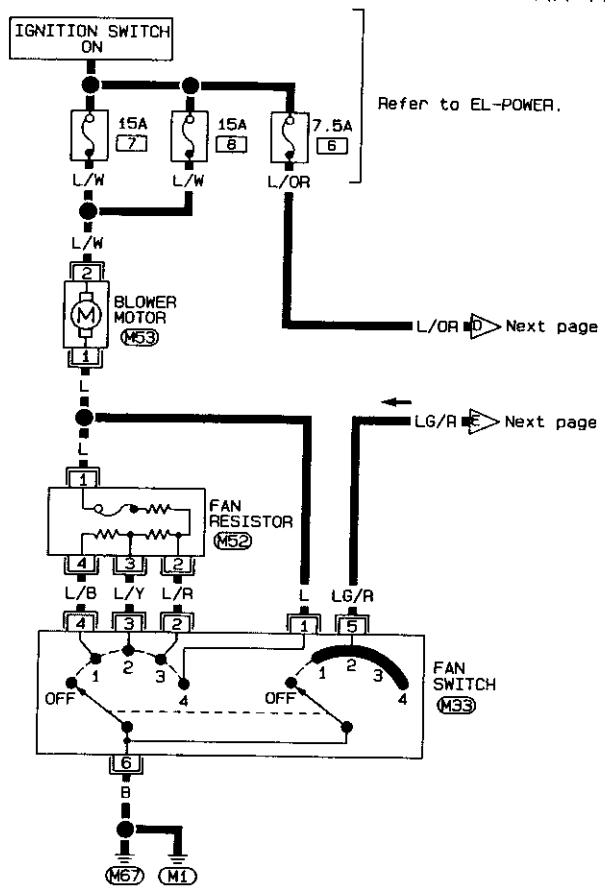 IGNITION SWITCH
ON
15A
7
15A
8
7.5A
6
Refer to EL-POWER.
L/W
L/W
L/OR
L/W
2
BLOWER
MOTOR
M
M53
1
L/OR
D
Next page
L
LG/R
E
Next page
L
1
FAN
RESISTOR
M52
4
3
2
L/B
L/Y
L/R
L
LG/R
4
3
2
1
5
1
2
3
4
OFF
1
2
3
4
OFF
FAN
SWITCH
M33
6
B
M67
M1